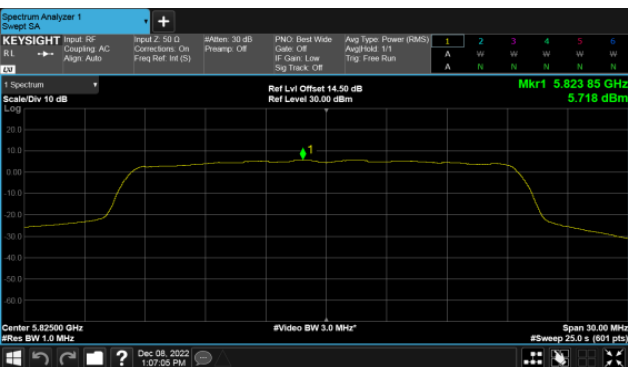 Spectrum Analyzer 1
Swept SA
KEYSIGHT Input: RF Input Z: 50 Ω #Atten: 30 dB PNO: Best Wide Avg Type: Power (RMS) 1 2 3 4 5 6
RL Coupling: AC Corrections: On Preamp: Off Gate: Off Avg|Hold: 1/1 A W W W W W
Align: Auto Freq Ref: Int (S) IF Gain: Low Trig: Free Run
LXI Sig Track: Off A N N N N N
1 Spectrum Ref Lvl Offset 14.50 dB Mkr1 5.823 85 GHz
Scale/Div 10 dB Ref Level 30.00 dBm 5.718 dBm
Log
20.0
10.0
1
0.00
-10.0
-20.0
-30.0
-40.0
-50.0
-60.0
Center 5.82500 GHz #Video BW 3.0 MHz* Span 30.00 MHz
#Res BW 1.0 MHz #Sweep 25.0 s (601 pts)
? Dec 08, 2022
1:07:05 PM